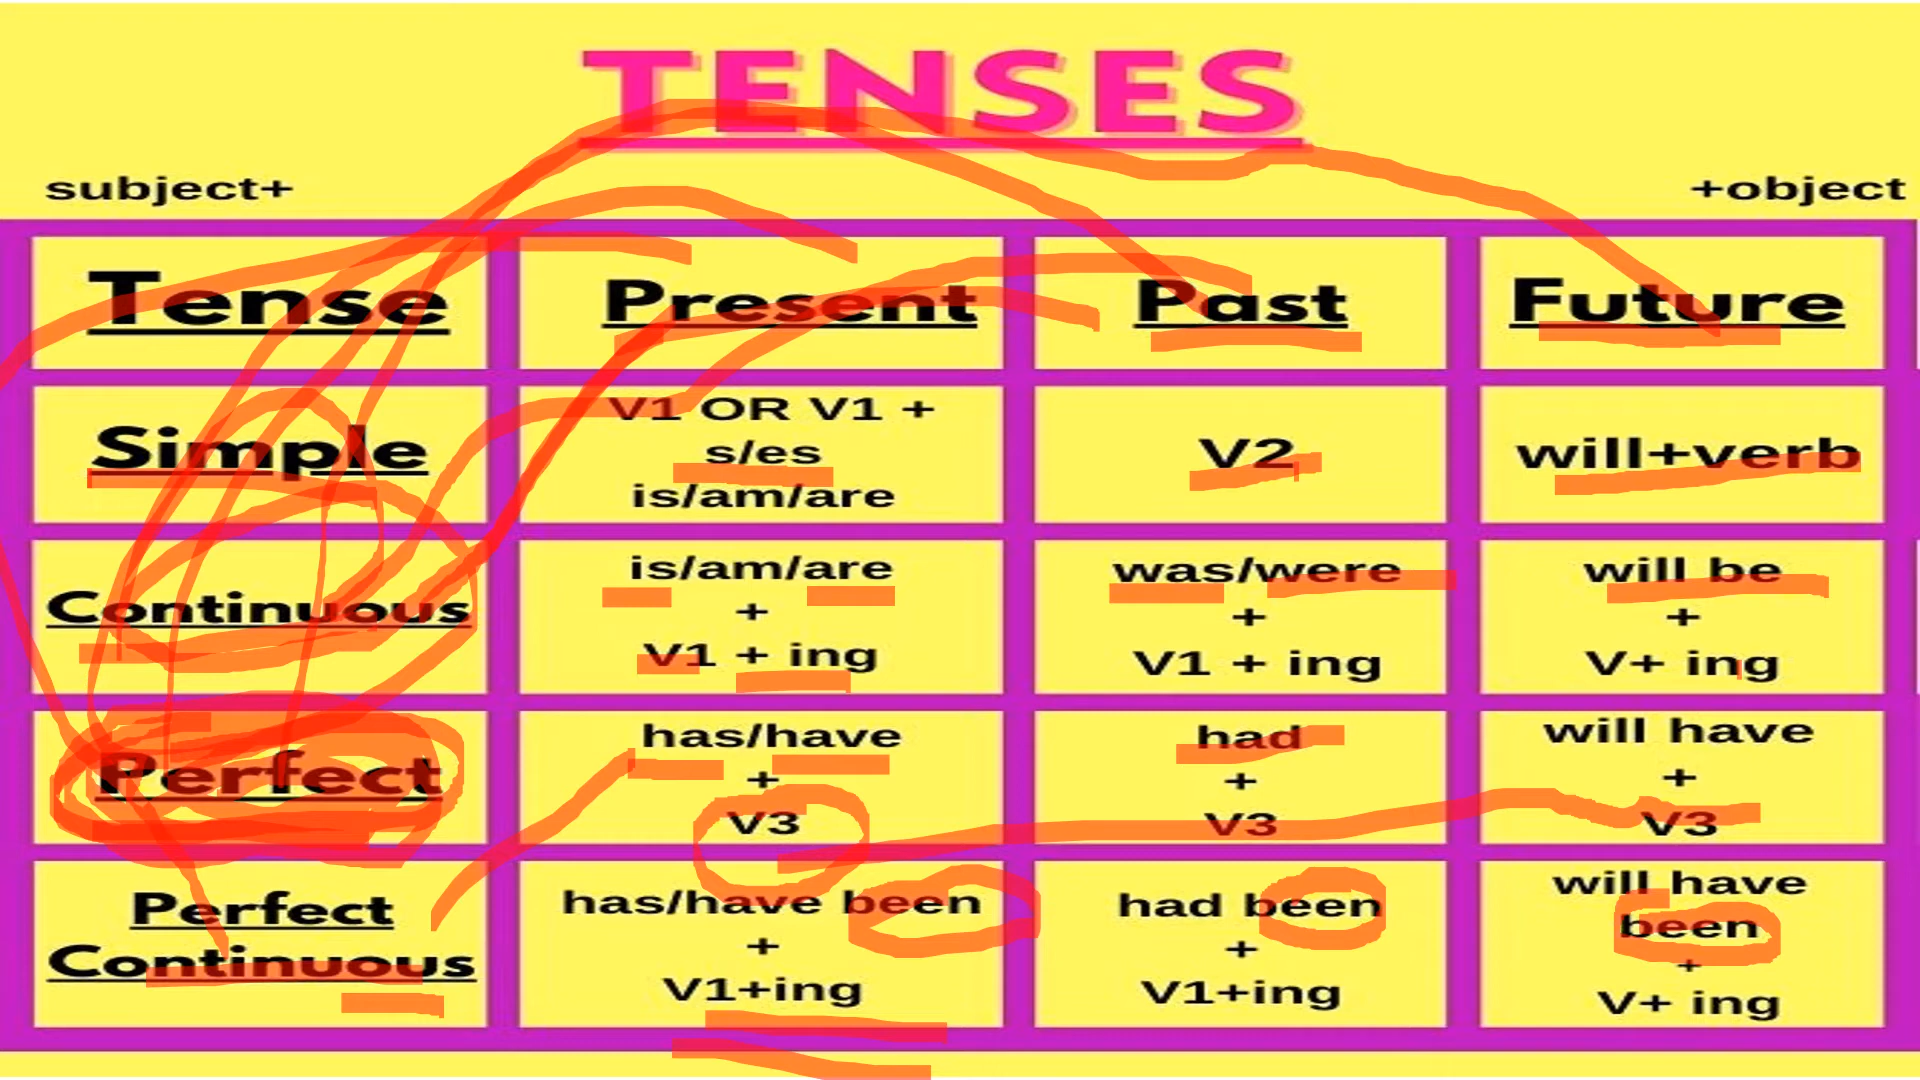 TENSES
subject+
+object
Tense
Present
Past
Future
Simple
V1 OR V1 +
s/es
is/am/are
V2
will+verb
Continuous
is/am/are
+
V1 + ing
was/were
+
V1 + ing
will be
+
V+ ing
Perfect
has/have
+
V3
had
+
V3
will have
+
V3
Perfect
Continuous
has/have been
+
V1+ing
had been
+
V1+ing
will have
been
+
V+ ing